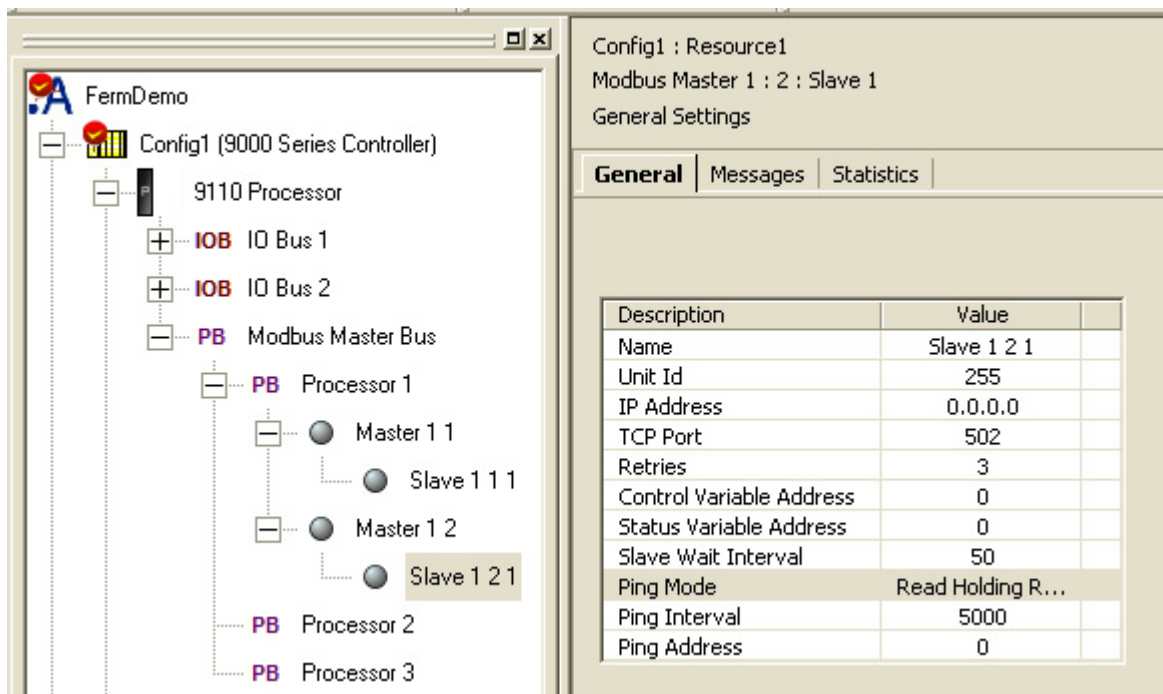 FermDemo
Config1 (9000 Series Controller)
P 9110 Processor
IOB IO Bus 1
IOB IO Bus 2
PB Modbus Master Bus
PB Processor 1
Master 1 1
Slave 1 1 1
Master 1 2
Slave 1 2 1
PB Processor 2
PB Processor 3
Config1 : Resource1
Modbus Master 1 : 2 : Slave 1
General Settings
General Messages Statistics
Description Value
Name Slave 1 2 1
Unit Id 255
IP Address 0.0.0.0
TCP Port 502
Retries 3
Control Variable Address 0
Status Variable Address 0
Slave Wait Interval 50
Ping Mode Read Holding R...
Ping Interval 5000
Ping Address 0